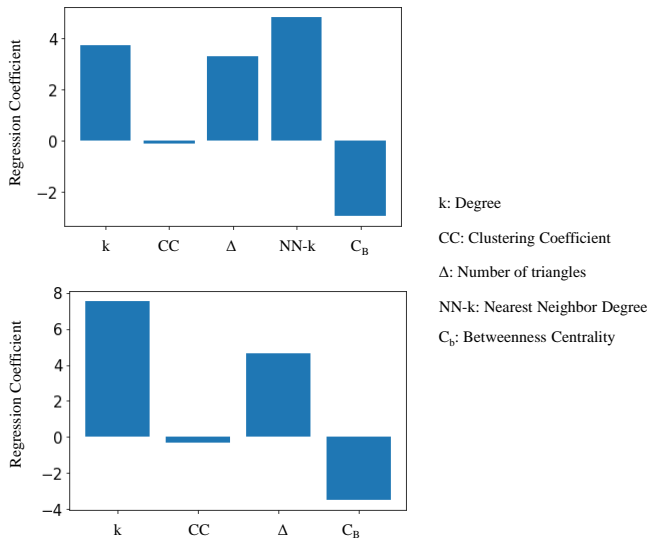 Regression Coefficient
4
2
0
−2
k CC Δ NN-k C_B
k: Degree
CC: Clustering Coefficient
Δ: Number of triangles
NN-k: Nearest Neighbor Degree
C_b: Betweenness Centrality
Regression Coefficient
8
6
4
2
0
−2
−4
k CC Δ C_B